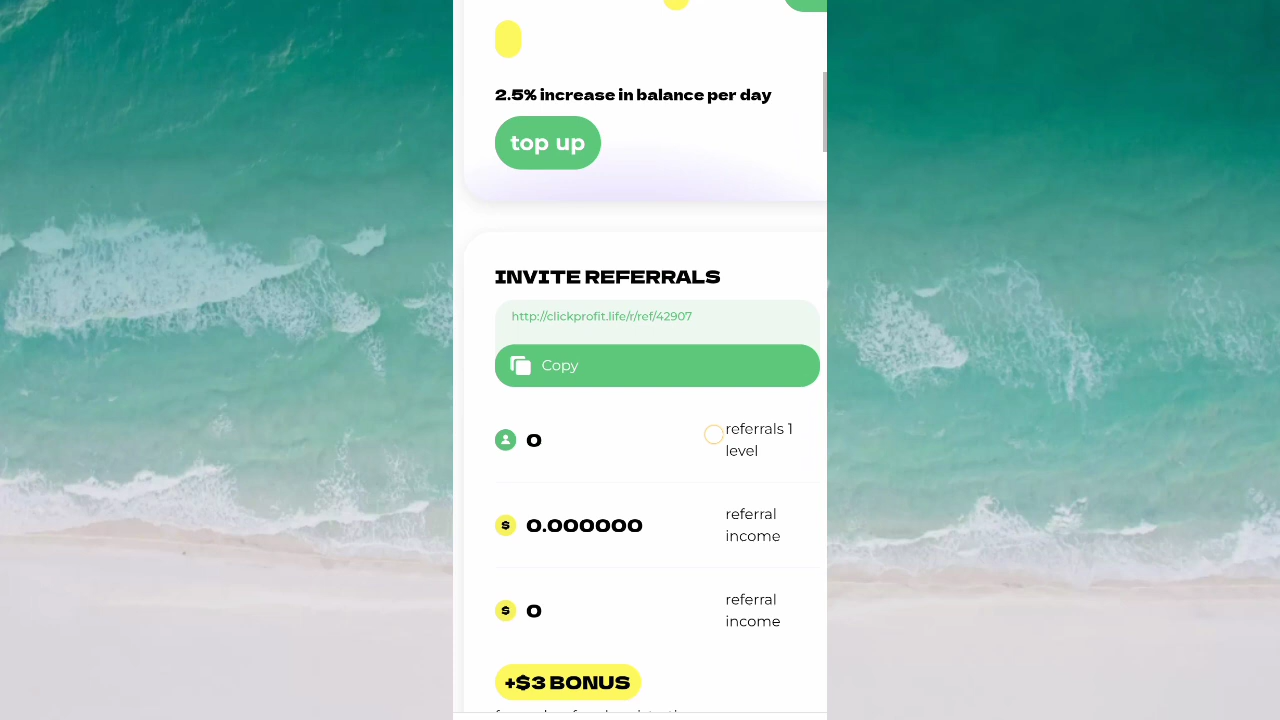 2.5% increase in balance per day
top up
INVITE REFERRALS
http://clickprofit.life/r/ref/42907
Copy
0
referrals 1
level
$ 0.000000
referral
income
$ 0
referral
income
+$3 BONUS